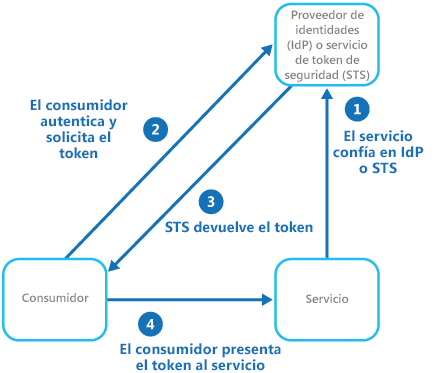 Proveedor de
identidades
(IdP) o servicio
de token de
seguridad (STS)
1
El servicio
confía en IdP
o STS
El consumidor
autentica y
solicita el
token
2
3
STS devuelve el token
Consumidor
Servicio
4
El consumidor presenta
el token al servicio